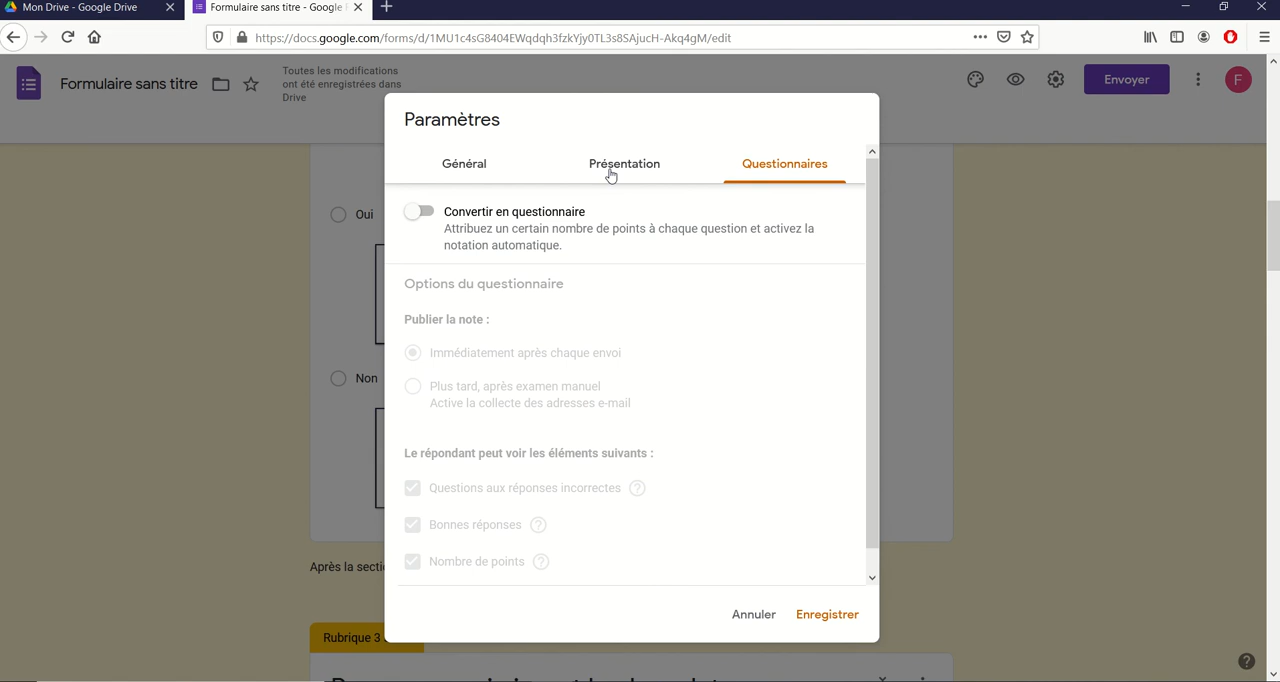 Mon Drive - Google Drive
Formulaire sans titre - Google
https://docs.google.com/forms/d/1MU1c4sG8404EWqdqh3fzkYjy0TL3s8SAjucH-Akq4gM/edit
Formulaire sans titre
Toutes les modifications
ont été enregistrées dans
Drive
Envoyer
F
Paramètres
Général
Présentation
Questionnaires
Convertir en questionnaire
Attribuez un certain nombre de points à chaque question et activez la
notation automatique.
Oui
Options du questionnaire
Publier la note :
Immédiatement après chaque envoi
Non
Plus tard, après examen manuel
Active la collecte des adresses e-mail
Le répondant peut voir les éléments suivants :
Questions aux réponses incorrectes ?
Bonnes réponses ?
Nombre de points ?
Après la secti
Annuler
Enregistrer
Rubrique 3
?